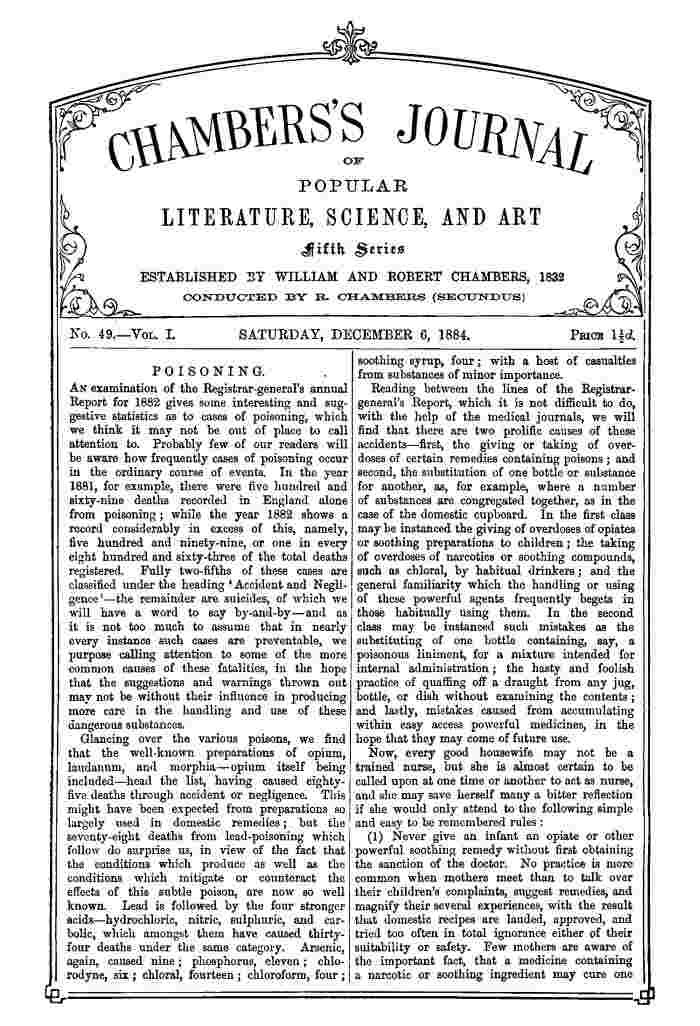 CHAMBERS'S JOURNAL
OF
POPULAR
LITERATURE, SCIENCE, AND ART
Fifth Series
ESTABLISHED BY WILLIAM AND ROBERT CHAMBERS, 1832
CONDUCTED BY R. CHAMBERS (SECUNDUS)
No. 49.—Vol. I.
SATURDAY, DECEMBER 6, 1884.
Price 1½d.
POISONING.
An examination of the Registrar-general's annual
Report for 1882 gives some interesting and sug-
gestive statistics as to cases of poisoning, which
we think it may not be out of place to call
attention to. Probably few of our readers will
be aware how frequently cases of poisoning occur
in the ordinary course of events. In the year
1881, for example, there were five hundred and
sixty-nine deaths recorded in England alone
from poisoning; while the year 1882 shows a
record considerably in excess of this, namely,
five hundred and ninety-nine, or one in every
eight hundred and sixty-three of the total deaths
registered. Fully two-fifths of these cases are
classified under the heading 'Accident and Negli-
gence'—the remainder are suicides, of which we
will have a word to say by-and-by—and as
it is not too much to assume that in nearly
every instance such cases are preventable, we
purpose calling attention to some of the more
common causes of these fatalities, in the hope
that the suggestions and warnings thrown out
may not be without their influence in producing
more care in the handling and use of these
dangerous substances.
Glancing over the various poisons, we find
that the well-known preparations of opium,
laudanum, and morphia—opium itself being
included—head the list, having caused eighty-
five deaths through accident or negligence. This
might have been expected from preparations so
largely used in domestic remedies; but the
seventy-eight deaths from lead-poisoning which
follow do surprise us, in view of the fact that
the conditions which produce as well as the
conditions which mitigate or counteract the
effects of this subtle poison, are now so well
known. Lead is followed by the four stronger
acids—hydrochloric, nitric, sulphuric, and car-
bolic, which amongst them have caused thirty-
four deaths under the same category. Arsenic,
again, caused nine; phosphorus, eleven; chlo-
rodyne, six; chloral, fourteen; chloroform, four;
soothing syrup, four; with a host of casualties
from substances of minor importance.
Reading between the lines of the Registrar-
general's Report, which it is not difficult to do,
with the help of the medical journals, we will
find that there are two prolific causes of these
accidents—first, the giving or taking of over-
doses of certain remedies containing poisons; and
second, the substitution of one bottle or substance
for another, as, for example, where a number
of substances are congregated together, as in the
case of the domestic cupboard. In the first class
may be instanced the giving of overdoses of opiates
or soothing preparations to children; the taking
of overdoses of narcotics or soothing compounds,
such as chloral, by habitual drinkers; and the
general familiarity which the handling or using
of these powerful agents frequently begets in
those habitually using them. In the second
class may be instanced such mistakes as the
substituting of one bottle containing, say, a
poisonous liniment, for a mixture intended for
internal administration; the hasty and foolish
practice of quaffing off a draught from any jug,
bottle, or dish without examining the contents;
and lastly, mistakes caused from accumulating
within easy access powerful medicines, in the
hope that they may come of future use.
Now, every good housewife may not be a
trained nurse, but she is almost certain to be
called upon at one time or another to act as nurse,
and she may save herself many a bitter reflection
if she would only attend to the following simple
and easy to be remembered rules:
(1) Never give an infant an opiate or other
powerful soothing remedy without first obtaining
the sanction of the doctor. No practice is more
common when mothers meet than to talk over
their children's complaints, suggest remedies, and
magnify their several experiences, with the result
that domestic recipes are lauded, approved, and
tried too often in total ignorance either of their
suitability or safety. Few mothers are aware of
the important fact, that a medicine containing
a narcotic or soothing ingredient may cure one